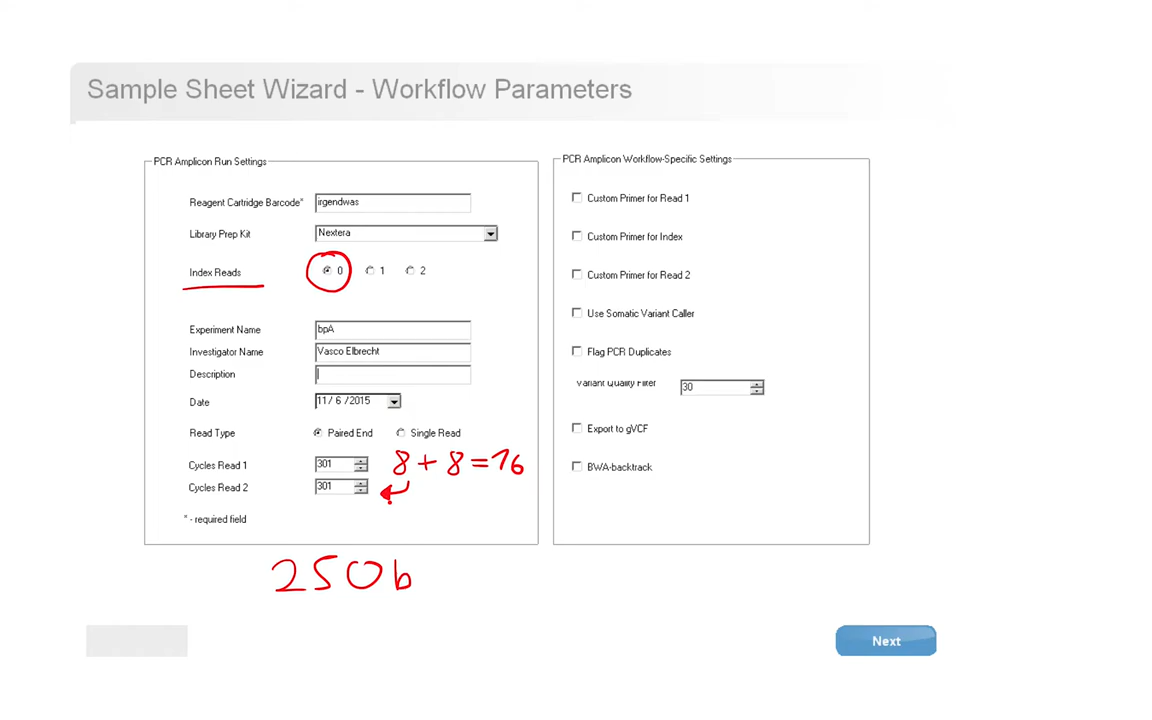 Sample Sheet Wizard - Workflow Parameters
PCR Amplicon Run Settings
Reagent Cartridge Barcode* irgendwas
Library Prep Kit Nextera
Index Reads 0 1 2
Experiment Name bpA
Investigator Name Vasco Elbrecht
Description
Date 11/ 6 /2015
Read Type Paired End Single Read
Cycles Read 1 301 8 + 8 = 16
Cycles Read 2 301
* - required field
PCR Amplicon Workflow-Specific Settings
Custom Primer for Read 1
Custom Primer for Index
Custom Primer for Read 2
Use Somatic Variant Caller
Flag PCR Duplicates
Variant Quality Filter 30
Export to gVCF
BWA-backtrack
250b
Next